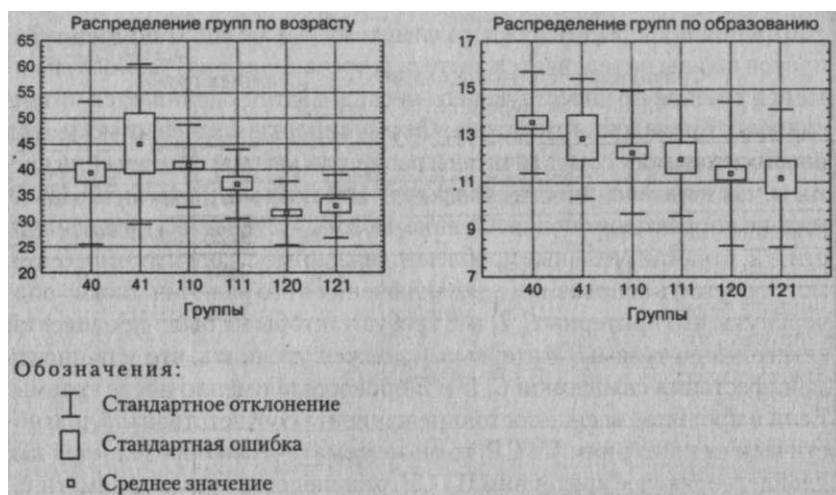 Распределение групп по возрасту
65
60
55
50
45
40
35
30
25
20
40 41 110 111 120 121
Группы
Распределение групп по образованию
17
15
13
11
9
7
40 41 110 111 120 121
Группы
Обозначения:
Стандартное отклонение
Стандартная ошибка
Среднее значение